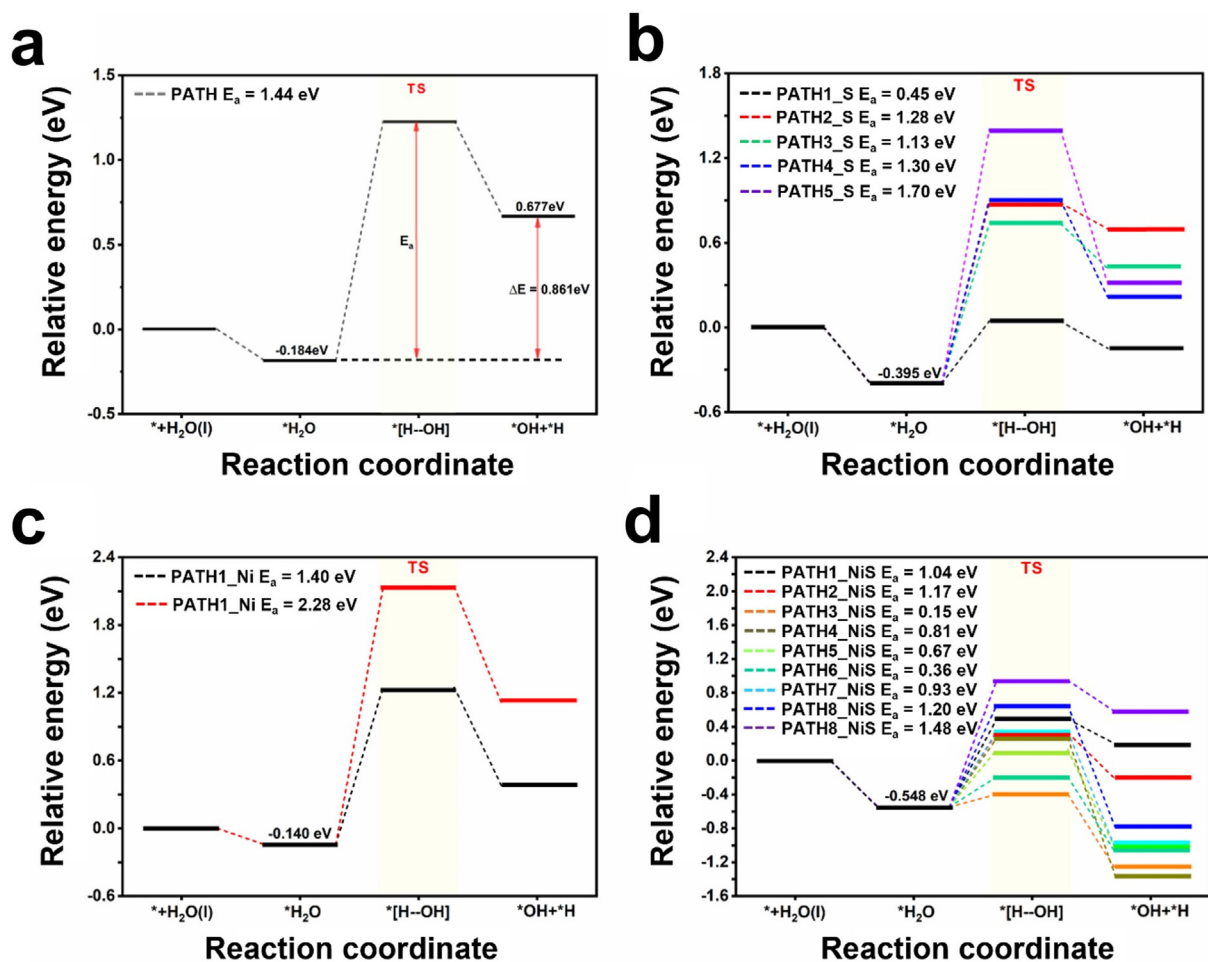 a
PATH Ea = 1.44 eV
TS
Relative energy (eV)
1.5
1.0
0.5
0.0
-0.5
-0.184eV
Ea
0.677eV
ΔE = 0.861eV
*+H2O(l)
*H2O
*[H--OH]
*OH+*H
Reaction coordinate
b
PATH1_S Ea = 0.45 eV
PATH2_S Ea = 1.28 eV
PATH3_S Ea = 1.13 eV
PATH4_S Ea = 1.30 eV
PATH5_S Ea = 1.70 eV
TS
Relative energy (eV)
1.8
1.2
0.6
0.0
-0.6
-0.395 eV
*+H2O(l)
*H2O
*[H--OH]
*OH+*H
Reaction coordinate
c
PATH1_Ni Ea = 1.40 eV
PATH1_Ni Ea = 2.28 eV
TS
Relative energy (eV)
2.4
1.8
1.2
0.6
0.0
-0.6
-0.140 eV
*+H2O(l)
*H2O
*[H--OH]
*OH+*H
Reaction coordinate
d
PATH1_NiS Ea = 1.04 eV
PATH2_NiS Ea = 1.17 eV
PATH3_NiS Ea = 0.15 eV
PATH4_NiS Ea = 0.81 eV
PATH5_NiS Ea = 0.67 eV
PATH6_NiS Ea = 0.36 eV
PATH7_NiS Ea = 0.93 eV
PATH8_NiS Ea = 1.20 eV
PATH8_NiS Ea = 1.48 eV
TS
Relative energy (eV)
2.4
2.0
1.6
1.2
0.8
0.4
0.0
-0.4
-0.8
-1.2
-1.6
-0.548 eV
*+H2O(l)
*H2O
*[H--OH]
*OH+*H
Reaction coordinate